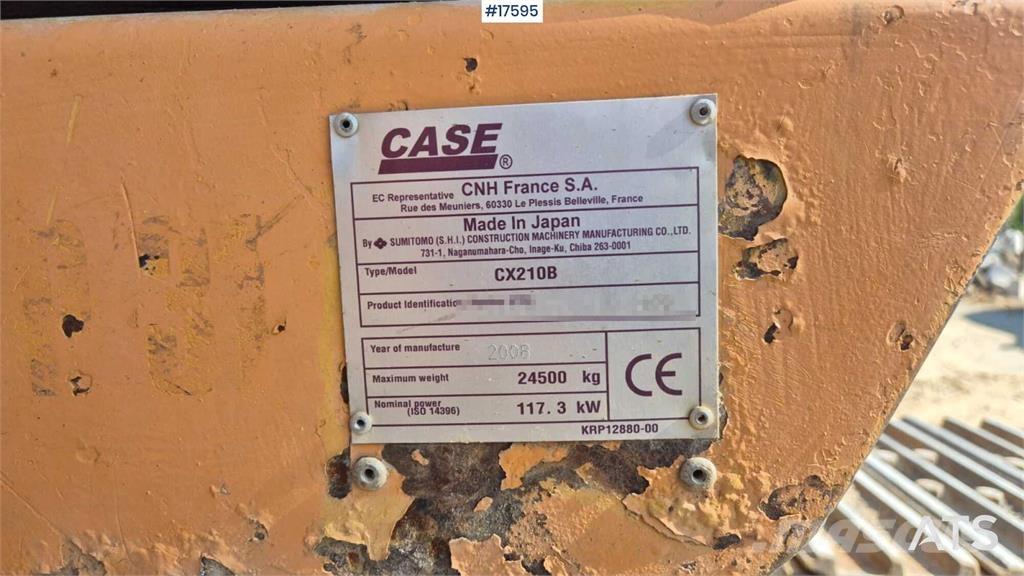 #17595
CASE®
EC Representative CNH France S.A.
Rue des Meuniers, 60330 Le Plessis Belleville, France
Made In Japan
By SUMITOMO (S.H.I.) CONSTRUCTION MACHINERY MANUFACTURING CO., LTD.
731-1, Naganumahara-Cho, Inage-Ku, Chiba 263-0001
Type/Model CX210B
Product Identification
Year of manufacture
Maximum weight 24500 kg
Nominal power 117.3 kW
(ISO 14396)
CE
KRP12880-00
ATS